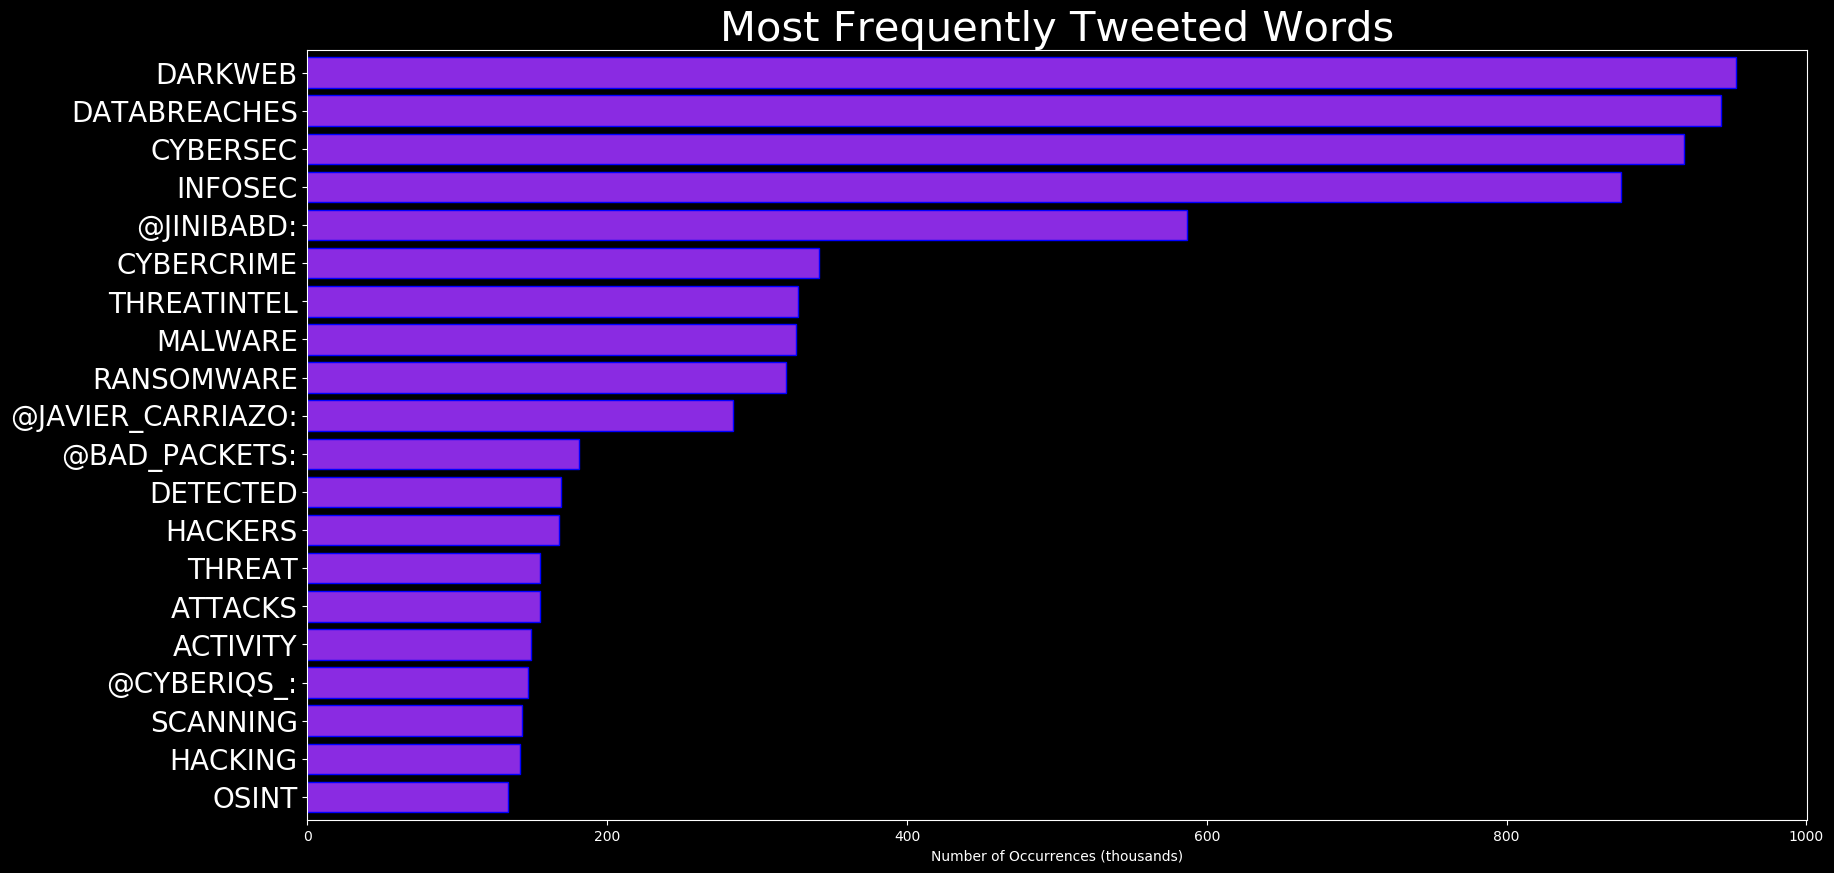 Most Frequently Tweeted Words
DARKWEB
DATABREACHES
CYBERSEC
INFOSEC
@JINIBABD:
CYBERCRIME
THREATINTEL
MALWARE
RANSOMWARE
@JAVIER_CARRIAZO:
@BAD_PACKETS:
DETECTED
HACKERS
THREAT
ATTACKS
ACTIVITY
@CYBERIQS_:
SCANNING
HACKING
OSINT
0 200 400 600 800 1000
Number of Occurrences (thousands)